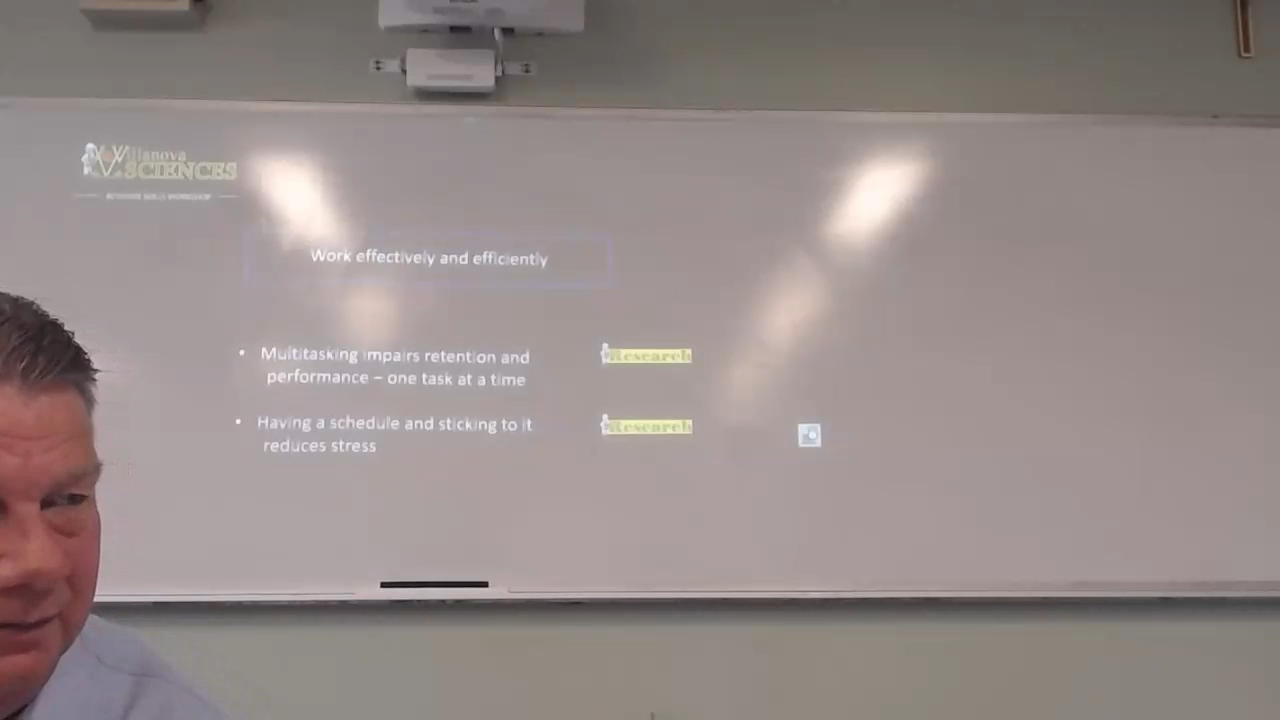 Villanova
SCIENCES
Work effectively and efficiently
• Multitasking impairs retention and
performance – one task at a time
Research
• Having a schedule and sticking to it
reduces stress
Research